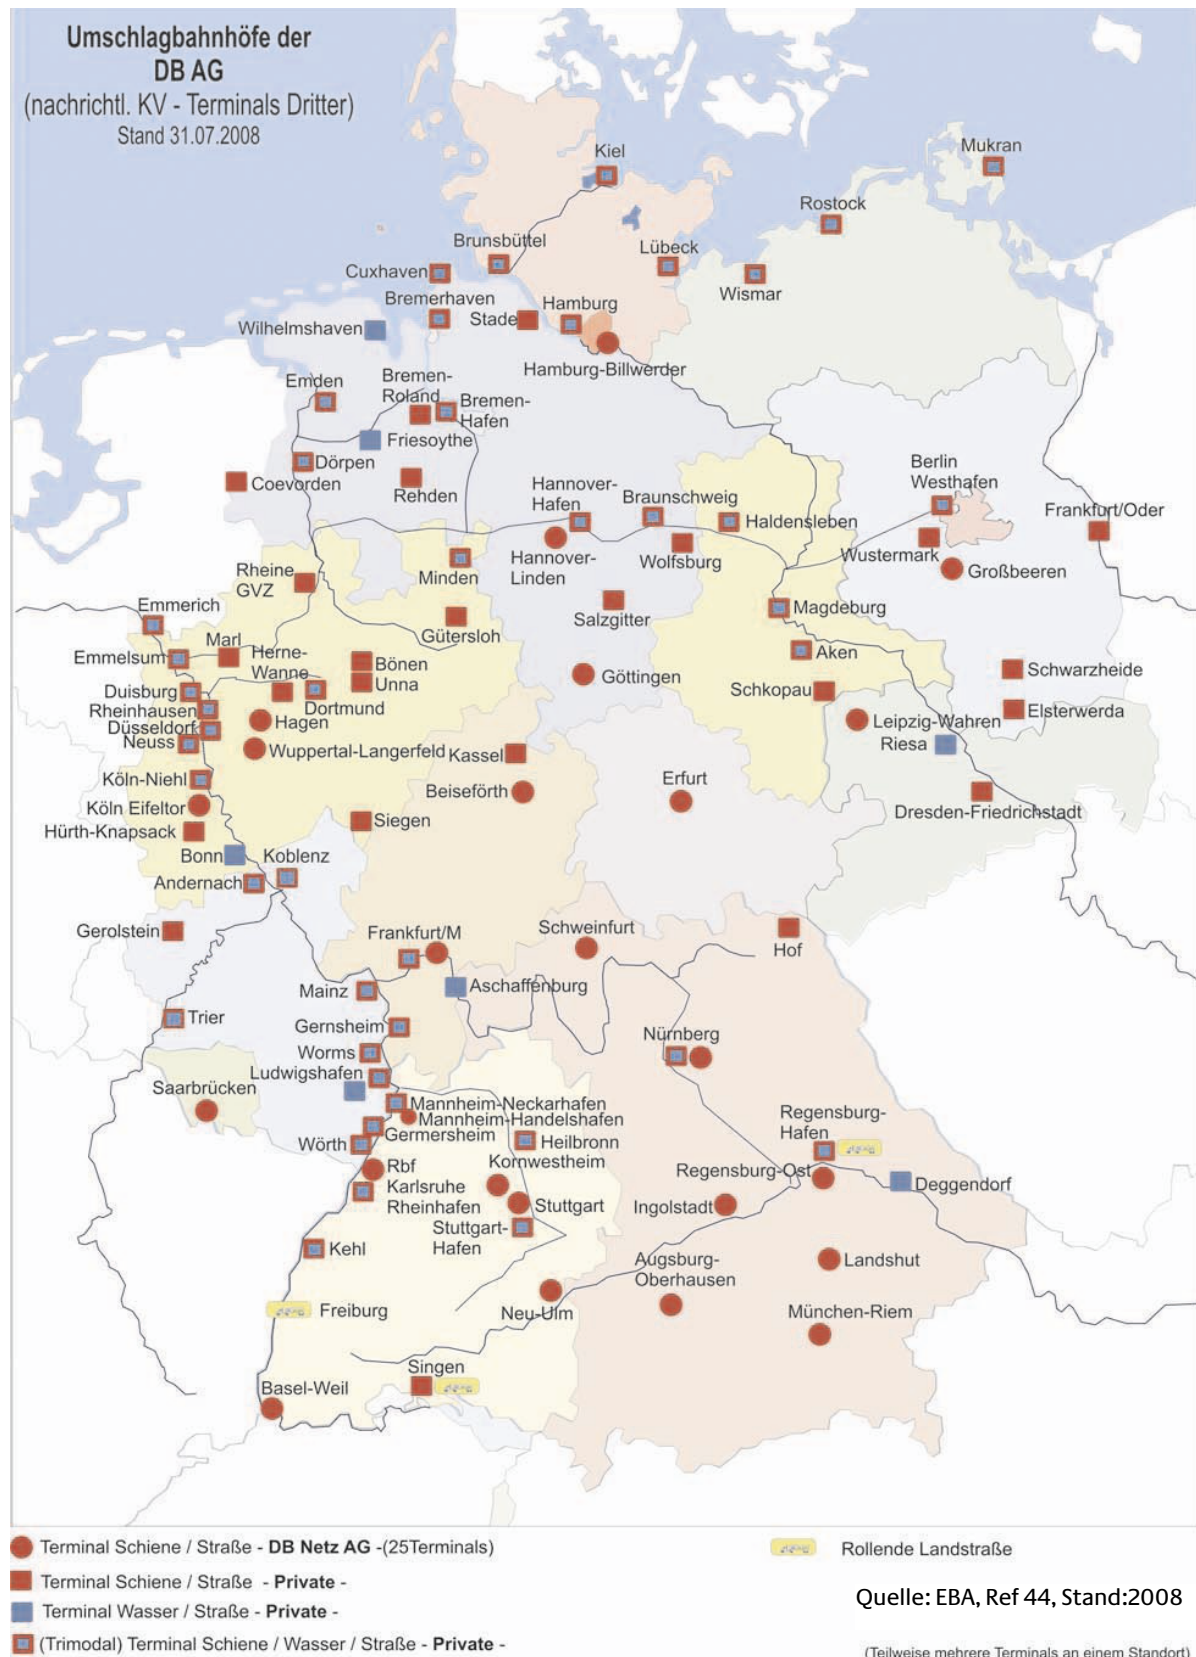 Umschlagbahnhöfe der
DB AG
(nachrichtl. KV - Terminals Dritter)
Stand 31.07.2008
Kiel
Mukran
Rostock
Brunsbüttel
Lübeck
Cuxhaven
Wismar
Bremerhaven
Hamburg
Stade
Wilhelmshaven
Hamburg-Billwerder
Emden
Bremen-
Roland
Bremen-
Hafen
Friesoythe
Dörpen
Coevorden
Rehden
Hannover-
Hafen
Braunschweig
Haldensleben
Berlin
Westhafen
Frankfurt/Oder
Wustermark
Großbeeren
Hannover-
Linden
Wolfsburg
Minden
Rheine
GVZ
Salzgitter
Magdeburg
Emmerich
Gütersloh
Marl
Herne-
Wanne
Emmelsum
Bönen
Unna
Göttingen
Aken
Schwarzheide
Schkopau
Duisburg
Rheinhausen
Dortmund
Düsseldorf
Neuss
Hagen
Elsterwerda
Leipzig-Wahren
Riesa
Wuppertal-Langerfeld
Kassel
Köln-Niehl
Beiseförth
Erfurt
Dresden-Friedrichstadt
Köln Eifeltor
Hürth-Knapsack
Siegen
Bonn
Koblenz
Andernach
Gerolstein
Frankfurt/M
Schweinfurt
Hof
Mainz
Aschaffenburg
Trier
Gernsheim
Nürnberg
Worms
Ludwigshafen
Saarbrücken
Mannheim-Neckarhafen
Mannheim-Handelshafen
Germersheim
Wörth
Heilbronn
Regensburg-
Hafen
Kornwestheim
Rbf
Karlsruhe
Rheinhafen
Regensburg-Ost
Deggendorf
Stuttgart
Ingolstadt
Stuttgart-
Hafen
Kehl
Augsburg-
Oberhausen
Landshut
Freiburg
Neu-Ulm
München-Riem
Singen
Basel-Weil
Terminal Schiene / Straße - DB Netz AG -(25Terminals)
Rollende Landstraße
Terminal Schiene / Straße - Private -
Terminal Wasser / Straße - Private -
Quelle: EBA, Ref 44, Stand:2008
(Trimodal) Terminal Schiene / Wasser / Straße - Private -
(Teilweise mehrere Terminals an einem Standort)